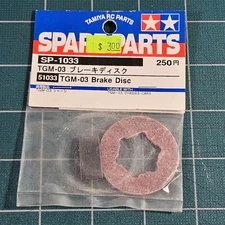 TAMIYA RC PARTS
SPARE PARTS
$ 3.00
SP-1033
250円
TGM-03 ブレーキディスク
51033 TGM-03 Brake Disc